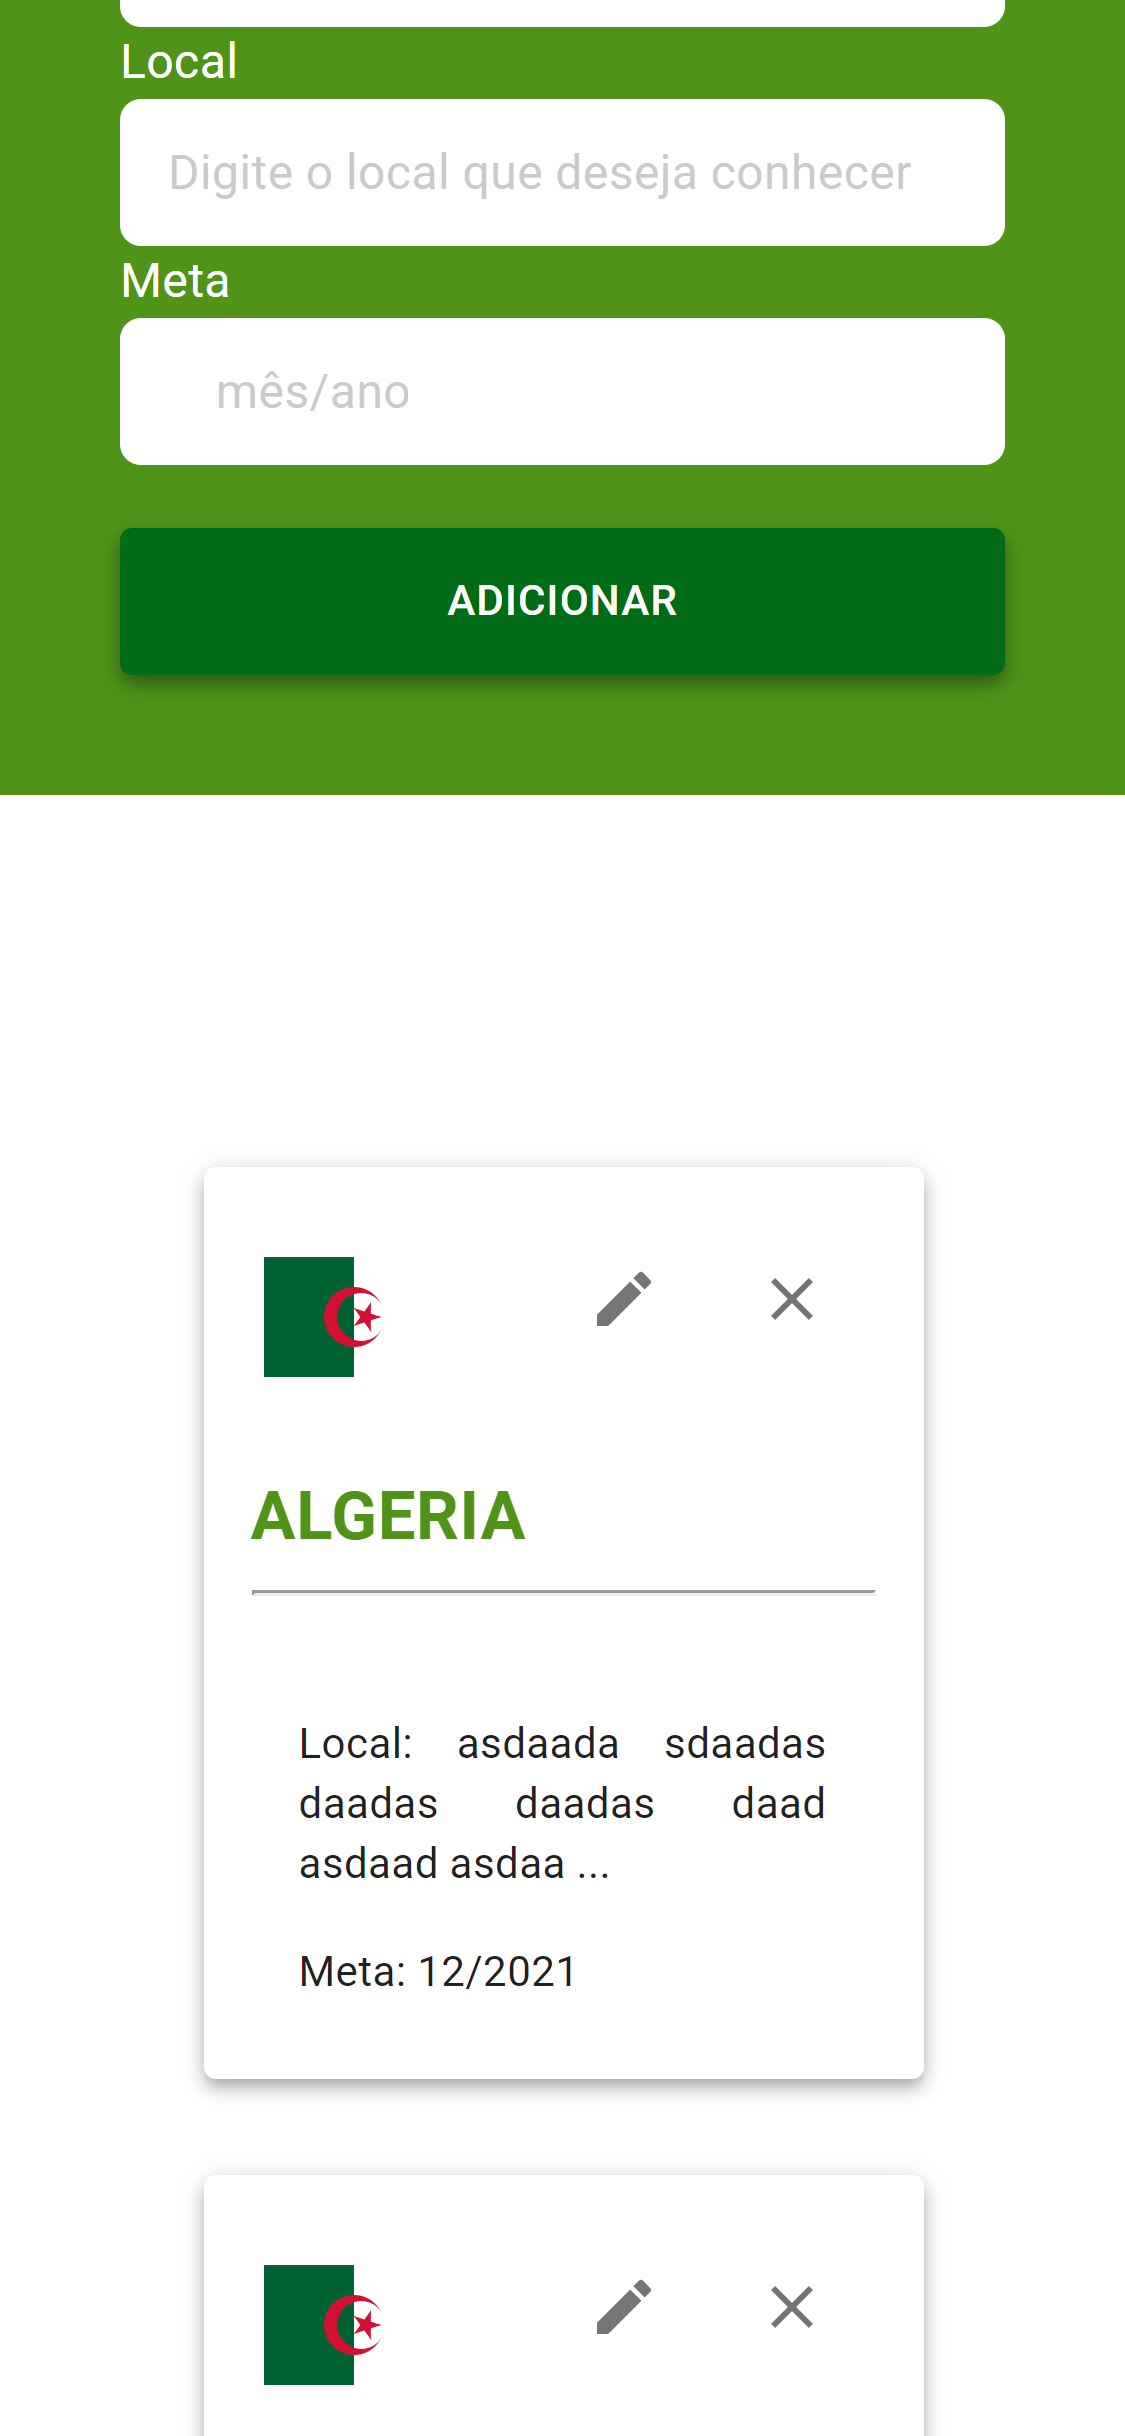 Local
Digite o local que deseja conhecer
Meta
mês/ano
ADICIONAR
ALGERIA
Local: asdaada sdaadas
daadas daadas daad
asdaad asdaa ...
Meta: 12/2021